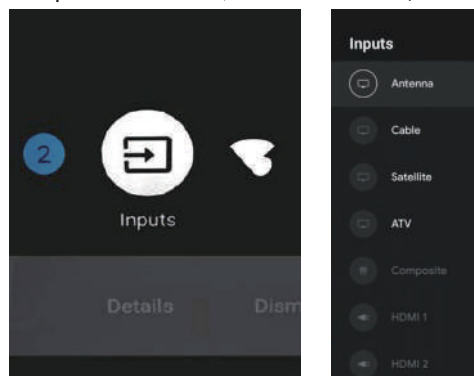 2
Inputs
Details
Dism
Inputs
Antenna
Cable
Satellite
ATV
Composite
HDMI 1
HDMI 2